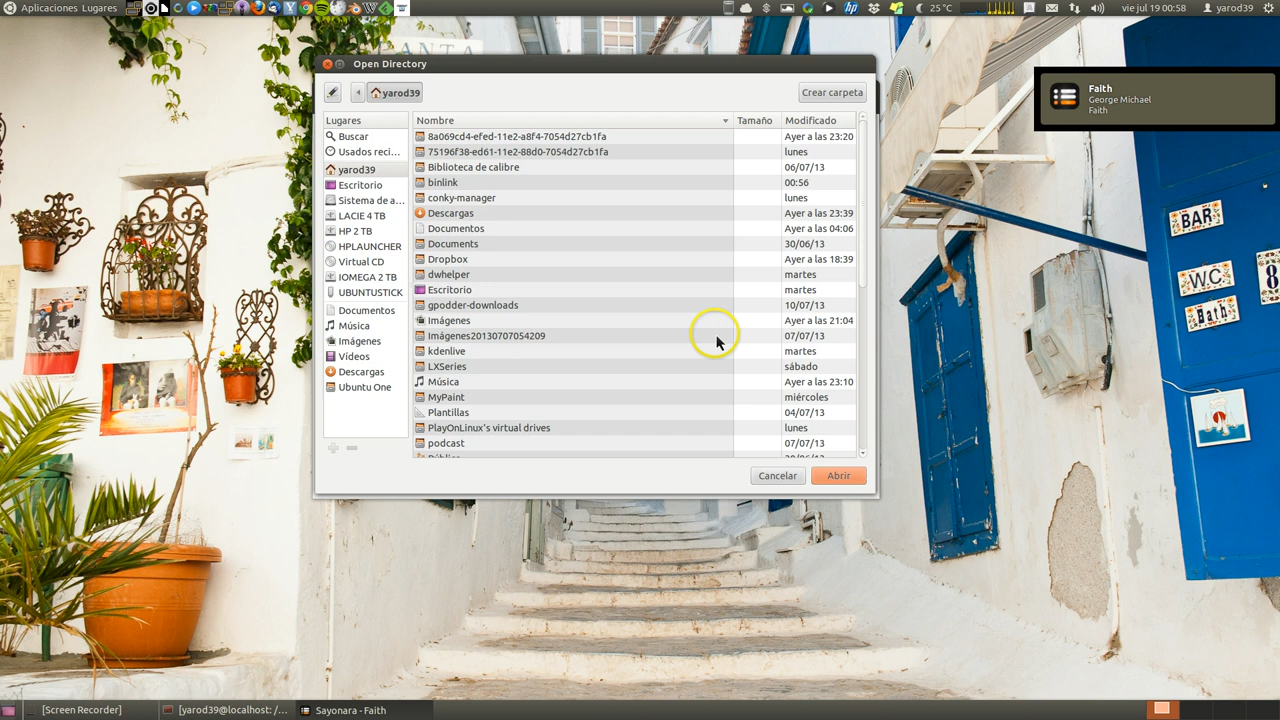 Aplicaciones Lugares
25°C
vie jul 19 00:58
yarod39
Open Directory
yarod39
Crear carpeta
Lugares
Buscar
Usados reci...
yarod39
Escritorio
Sistema de a...
LACIE 4 TB
HP 2 TB
HPLAUNCHER
Virtual CD
IOMEGA 2 TB
UBUNTUSTICK
Documentos
Música
Imágenes
Vídeos
Descargas
Ubuntu One
Nombre Tamaño Modificado
8a069cd4-efed-11e2-a8f4-7054d27cb1fa Ayer a las 23:20
75196f38-ed61-11e2-88d0-7054d27cb1fa lunes
Biblioteca de calibre 06/07/13
binlink 00:56
conky-manager lunes
Descargas Ayer a las 23:39
Documentos Ayer a las 04:06
Documents 30/06/13
Dropbox Ayer a las 18:39
dwhelper martes
Escritorio martes
gpodder-downloads 10/07/13
Imágenes Ayer a las 21:04
Imágenes20130707054209 07/07/13
kdenlive martes
LXSeries sábado
Música Ayer a las 23:10
MyPaint miércoles
Plantillas 04/07/13
PlayOnLinux's virtual drives lunes
podcast 07/07/13
Cancelar Abrir
Faith
George Michael
Faith
BAR
WC
Bath
8
[Screen Recorder]
[yarod39@localhost: /...
Sayonara - Faith